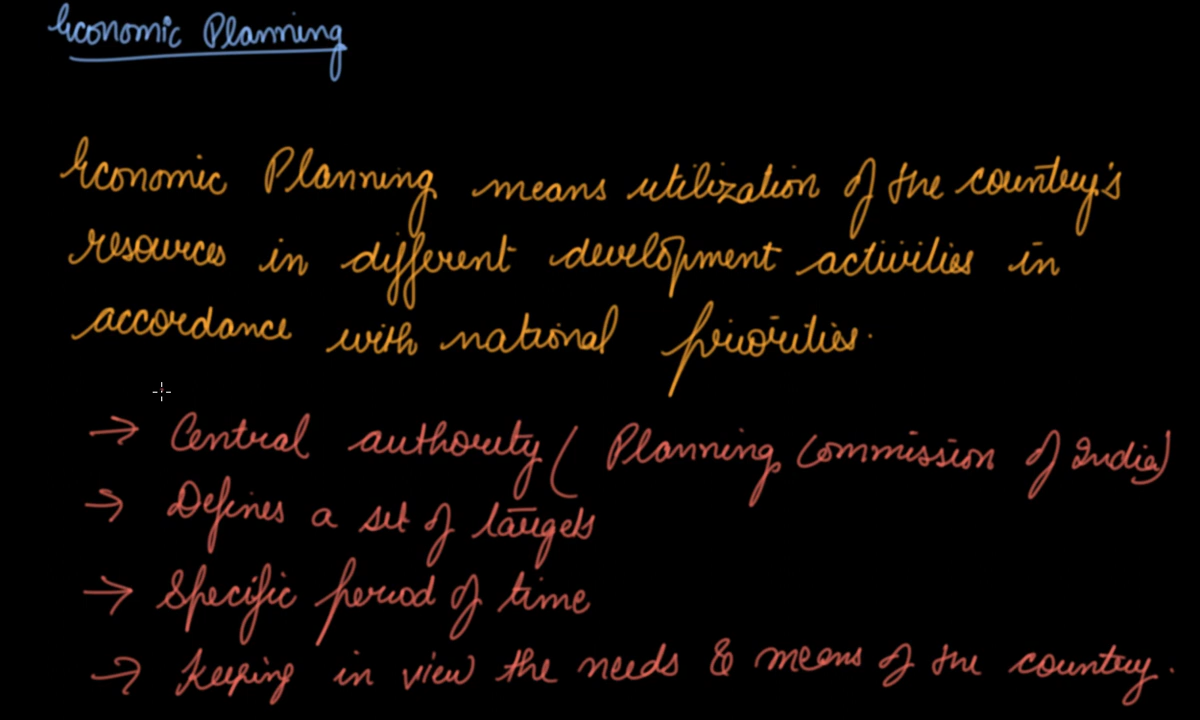 Economic Planning
Economic Planning means utilization of the country's
resources in different development activities in
accordance with national priorities.
→ Central authority ( Planning Commission of India)
→ Defines a set of targets
→ Specific period of time
→ Keeping in view the needs & means of the country.